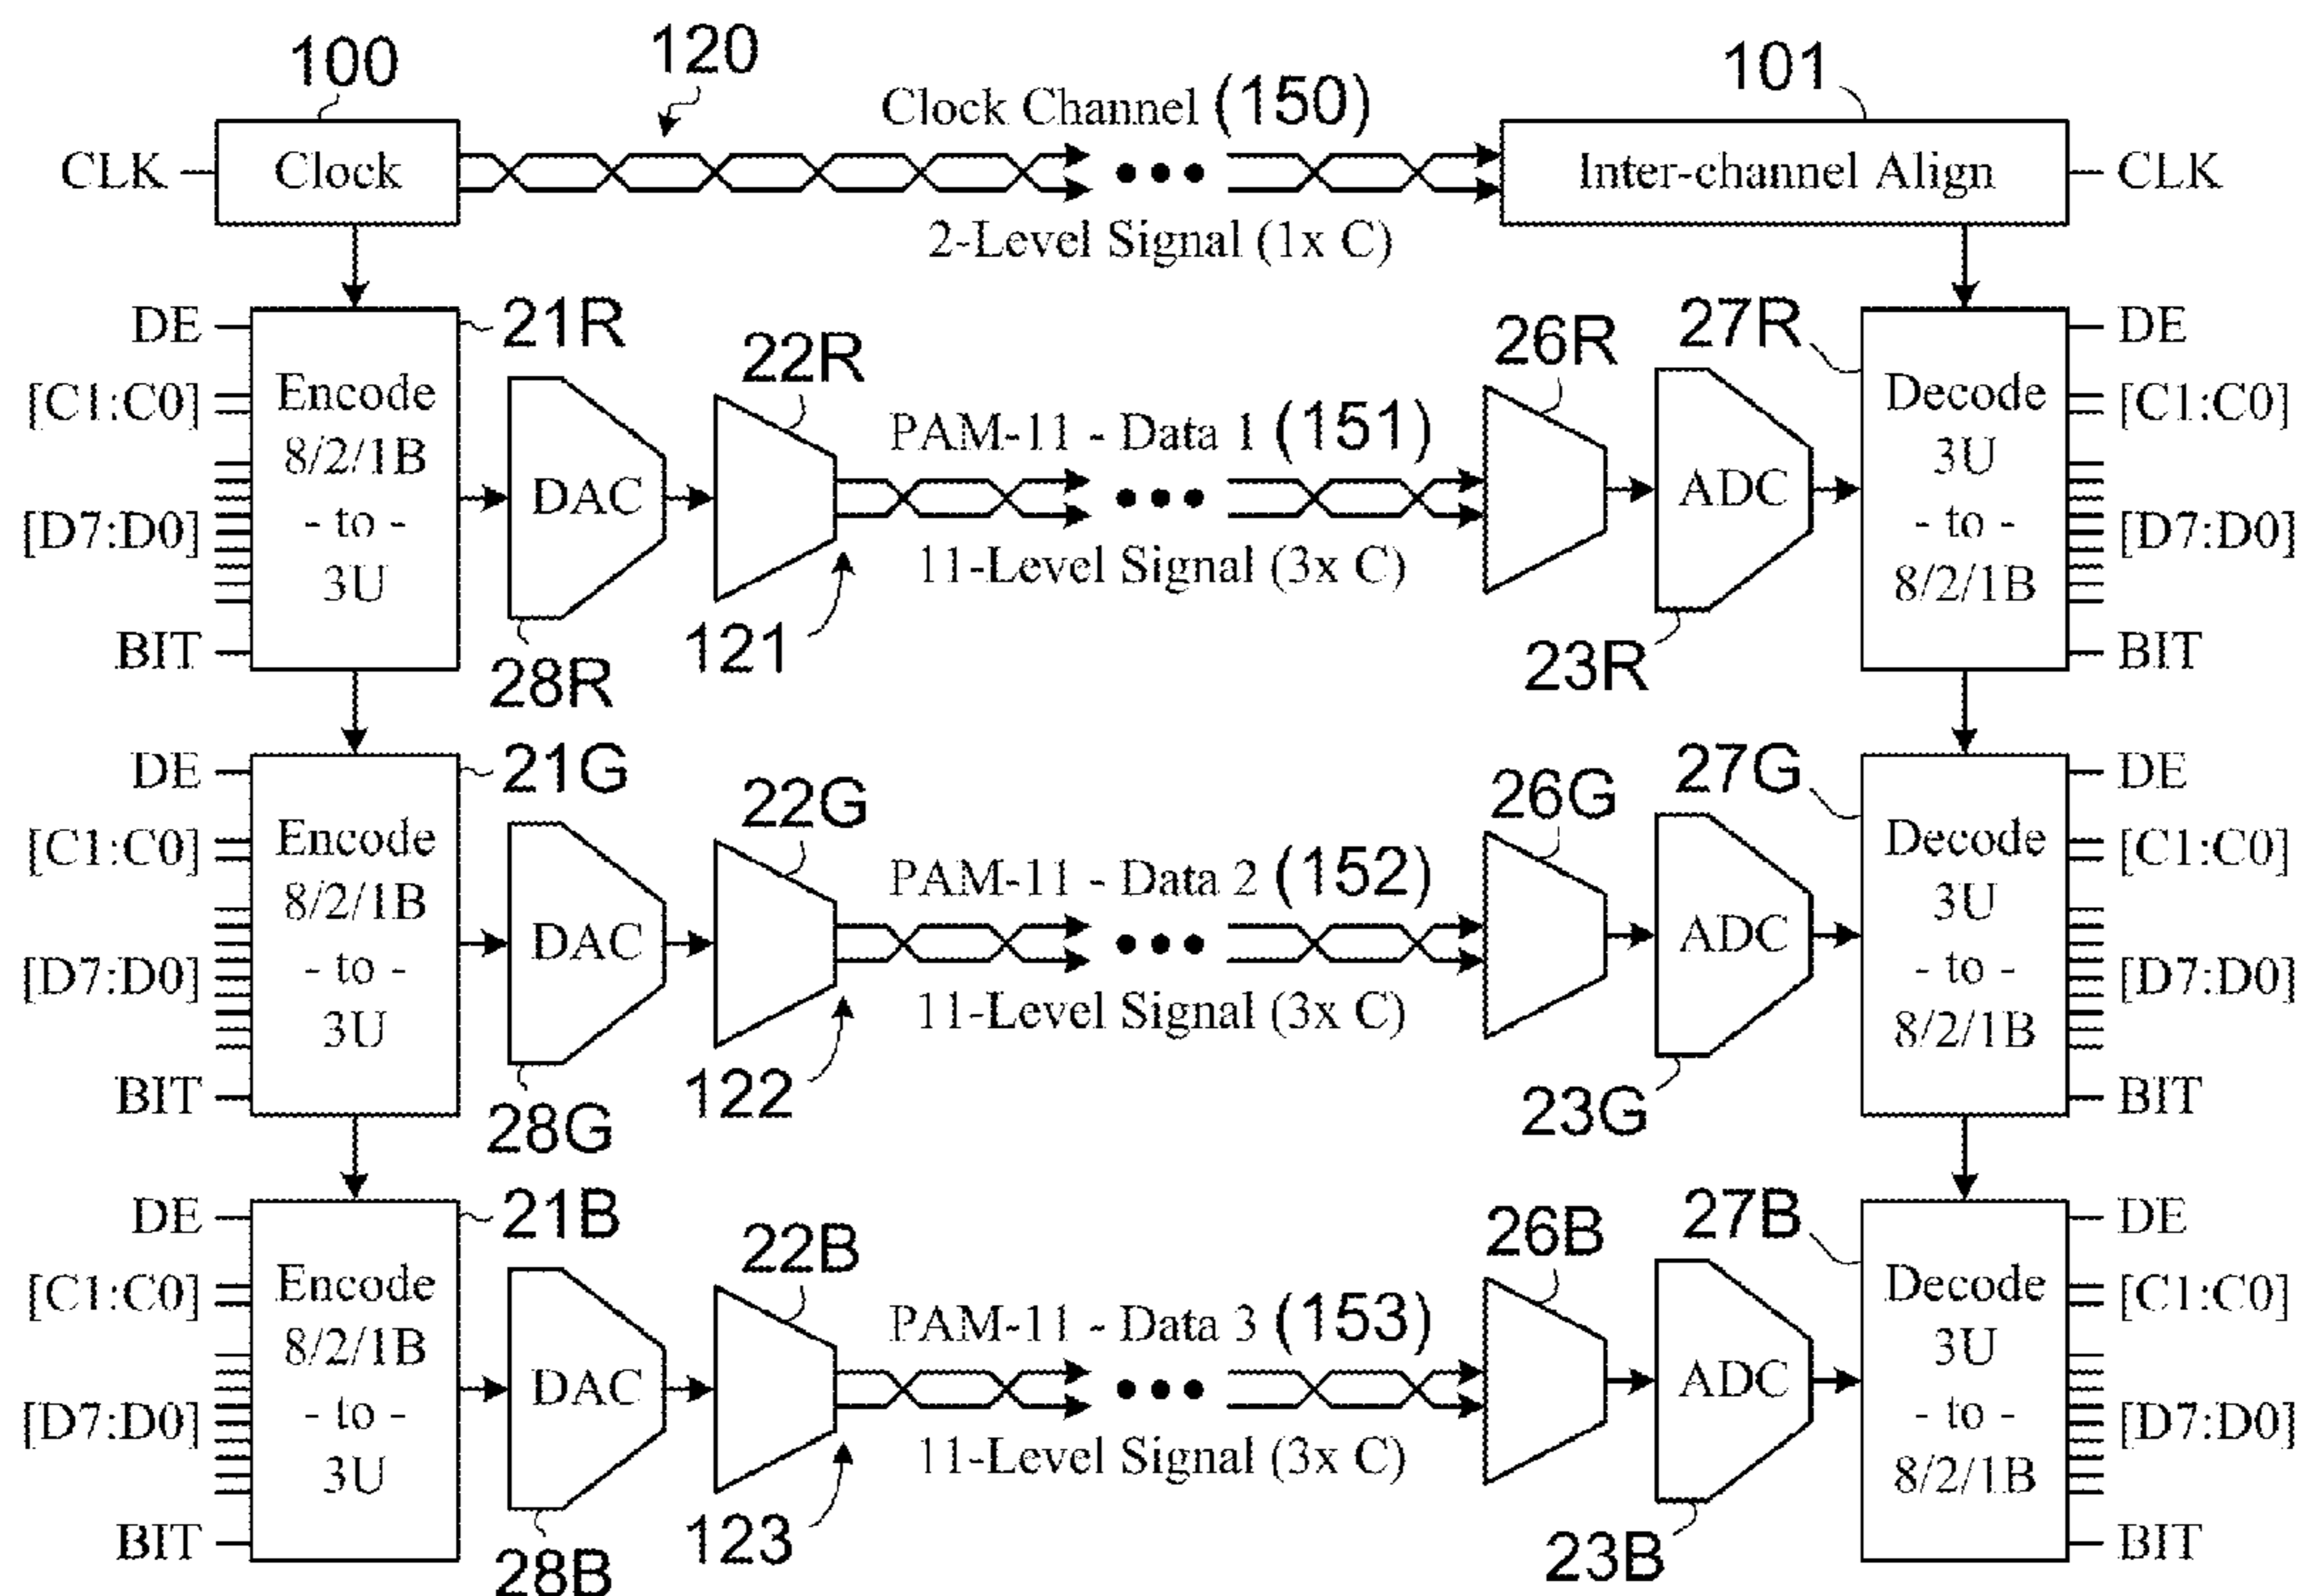 100
120
Clock Channel (150)
101
CLK
Clock
Inter-channel Align
CLK
2-Level Signal (1x C)
DE
21R
22R
26R
27R
DE
[C1:C0]
Encode
8/2/1B
- to -
3U
DAC
PAM-11 - Data 1 (151)
ADC
Decode
3U
- to -
8/2/1B
[C1:C0]
[D7:D0]
11-Level Signal (3x C)
[D7:D0]
BIT
28R
121
23R
BIT
DE
21G
22G
26G
27G
DE
[C1:C0]
Encode
8/2/1B
- to -
3U
DAC
PAM-11 - Data 2 (152)
ADC
Decode
3U
- to -
8/2/1B
[C1:C0]
[D7:D0]
11-Level Signal (3x C)
[D7:D0]
BIT
28G
122
23G
BIT
DE
21B
22B
26B
27B
DE
[C1:C0]
Encode
8/2/1B
- to -
3U
DAC
PAM-11 - Data 3 (153)
ADC
Decode
3U
- to -
8/2/1B
[C1:C0]
[D7:D0]
11-Level Signal (3x C)
[D7:D0]
BIT
28B
123
23B
BIT